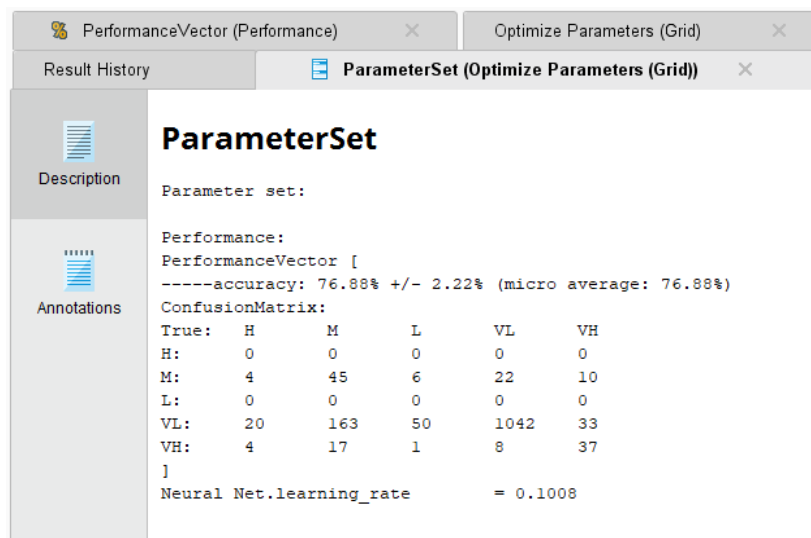 PerformanceVector (Performance)
Optimize Parameters (Grid)
Result History
ParameterSet (Optimize Parameters (Grid))
Description
Annotations
ParameterSet
Parameter set:
Performance:
PerformanceVector [
-----accuracy: 76.88% +/- 2.22% (micro average: 76.88%)
ConfusionMatrix:
True: H M L VL VH
H: 0 0 0 0 0
M: 4 45 6 22 10
L: 0 0 0 0 0
VL: 20 163 50 1042 33
VH: 4 17 1 8 37
]
Neural Net.learning_rate = 0.1008